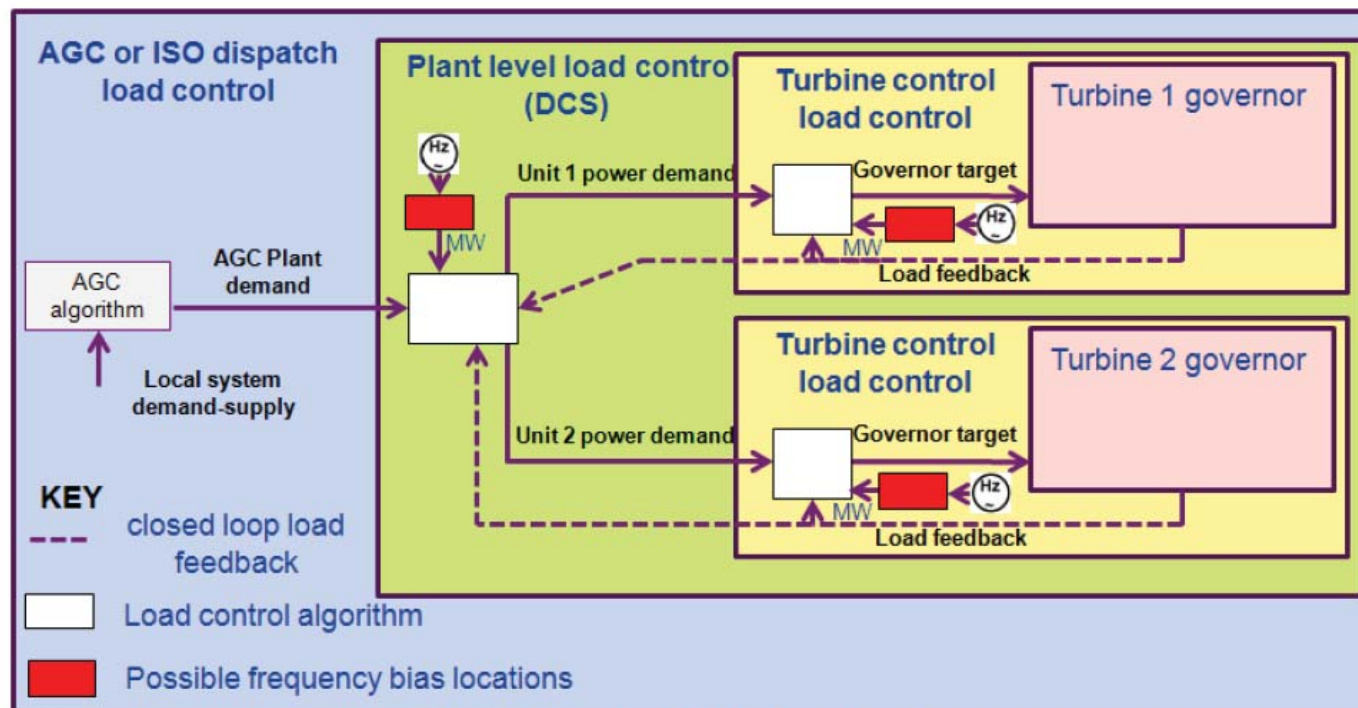 AGC or ISO dispatch
load control
Plant level load control
(DCS)
Turbine control
load control
Turbine 1 governor
Hz
~
Unit 1 power demand
Governor target
MW
Hz
~
MW
Load feedback
AGC Plant
demand
AGC
algorithm
Local system
demand-supply
Turbine control
load control
Turbine 2 governor
Unit 2 power demand
Governor target
Hz
~
MW
Load feedback
KEY
closed loop load
feedback
Load control algorithm
Possible frequency bias locations